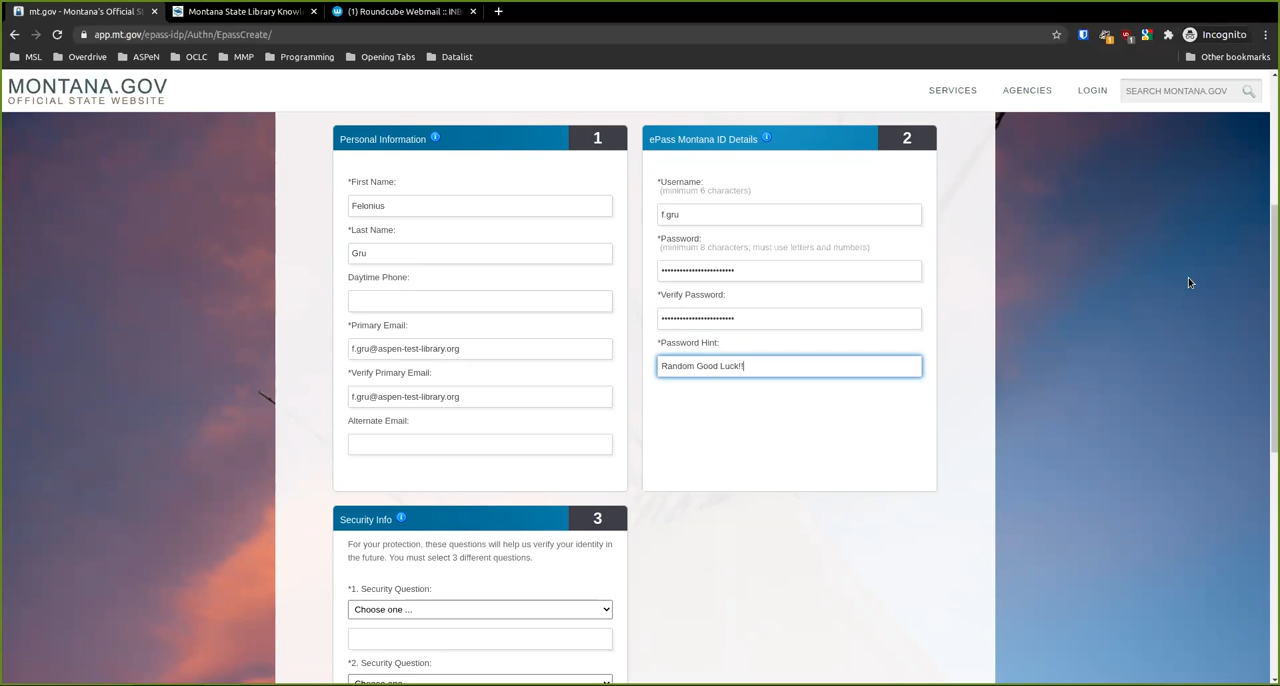 mt.gov - Montana's Official S
Montana State Library Knowl
(1) Roundcube Webmail :: INB
app.mt.gov/epass-idp/Authn/EpassCreate/
Incognito
MSL
Overdrive
ASPeN
OCLC
MMP
Programming
Opening Tabs
Datalist
Other bookmarks
MONTANA.GOV
OFFICIAL STATE WEBSITE
SERVICES
AGENCIES
LOGIN
SEARCH MONTANA.GOV
Personal Information
1
*First Name:
Felonius
*Last Name:
Gru
Daytime Phone:
*Primary Email:
f.gru@aspen-test-library.org
*Verify Primary Email:
f.gru@aspen-test-library.org
Alternate Email:
ePass Montana ID Details
2
*Username:
(minimum 6 characters)
f.gru
*Password:
(minimum 8 characters; must use letters and numbers)
*Verify Password:
*Password Hint:
Random Good Luck!!
Security Info
3
For your protection, these questions will help us verify your identity in
the future. You must select 3 different questions.
*1. Security Question:
Choose one ...
*2. Security Question:
Choose one ...